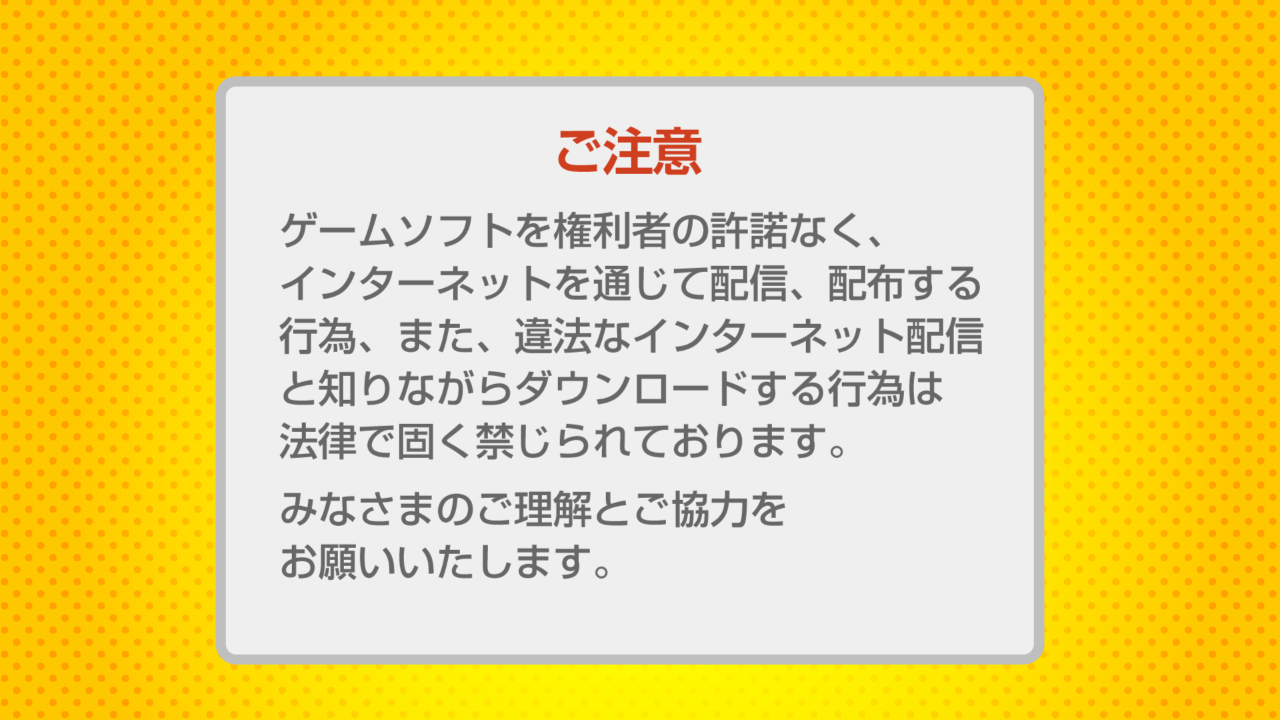 ご注意
ゲームソフトを権利者の許諾なく、
インターネットを通じて配信、配布する
行為、また、違法なインターネット配信
と知りながらダウンロードする行為は
法律で固く禁じられております。
みなさまのご理解とご協力を
お願いいたします。